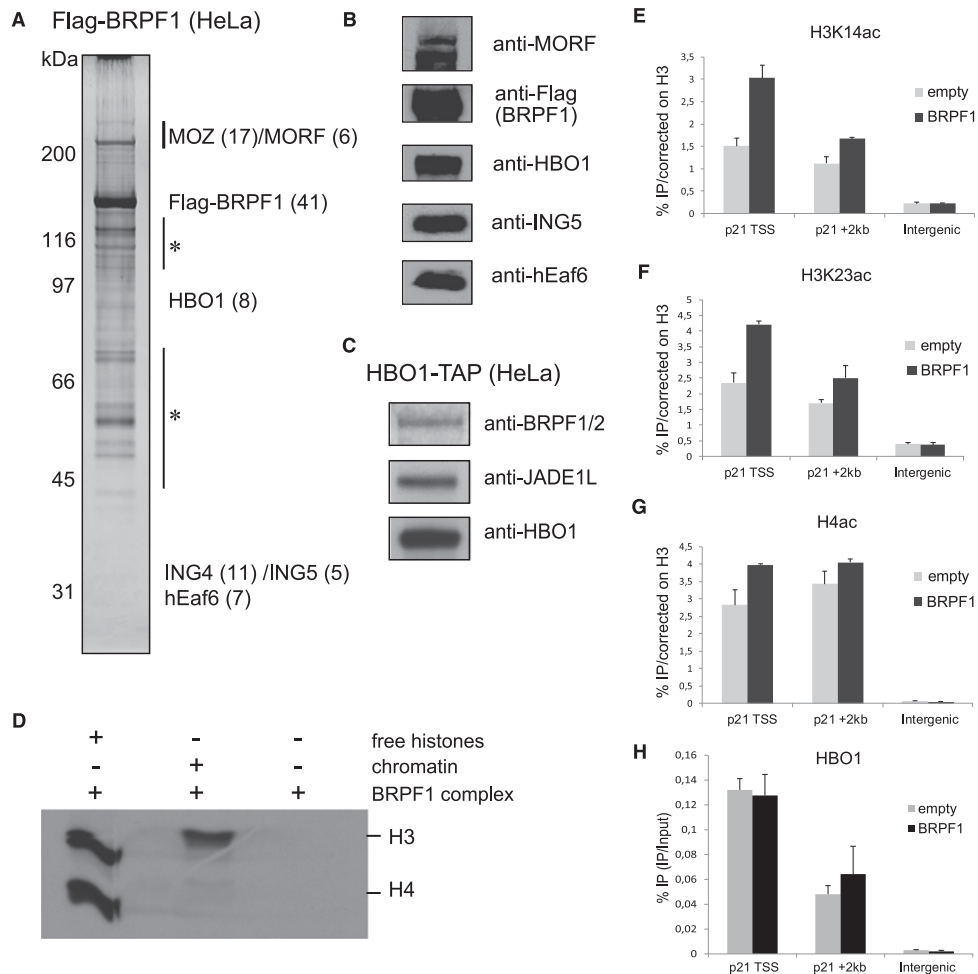 A
Flag-BRPF1 (HeLa)
kDa
200
116
97
66
45
31
MOZ (17)/MORF (6)
Flag-BRPF1 (41)
*
HBO1 (8)
*
ING4 (11) /ING5 (5)
hEaf6 (7)
B
anti-MORF
anti-Flag
(BRPF1)
anti-HBO1
anti-ING5
anti-hEaf6
C
HBO1-TAP (HeLa)
anti-BRPF1/2
anti-JADE1L
anti-HBO1
D
+ - - free histones
- + - chromatin
+ + + BRPF1 complex
H3
H4
E
H3K14ac
% IP/corrected on H3
3,5
3
2,5
2
1,5
1
0,5
0
p21 TSS p21 +2kb Intergenic
empty
BRPF1
F
H3K23ac
% IP/corrected on H3
5
4,5
4
3,5
3
2,5
2
1,5
1
0,5
0
p21 TSS p21 +2kb Intergenic
empty
BRPF1
G
H4ac
% IP/corrected on H3
4,5
4
3,5
3
2,5
2
1,5
1
0,5
0
p21 TSS p21 +2kb Intergenic
empty
BRPF1
H
HBO1
% IP (IP/Input)
0,16
0,14
0,12
0,10
0,08
0,06
0,04
0,02
0
p21 TSS p21 +2kb Intergenic
empty
BRPF1